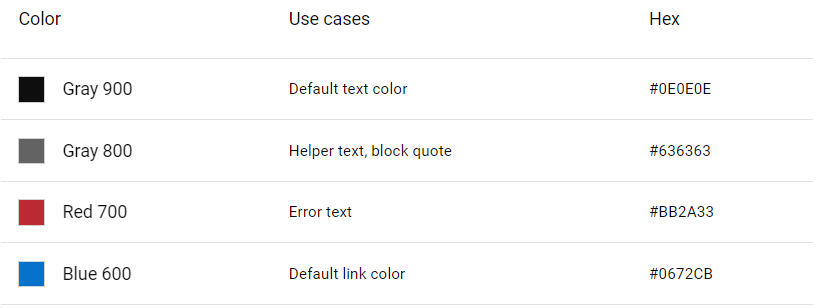 Color Use cases Hex
Gray 900 Default text color #0E0E0E
Gray 800 Helper text, block quote #636363
Red 700 Error text #BB2A33
Blue 600 Default link color #0672CB